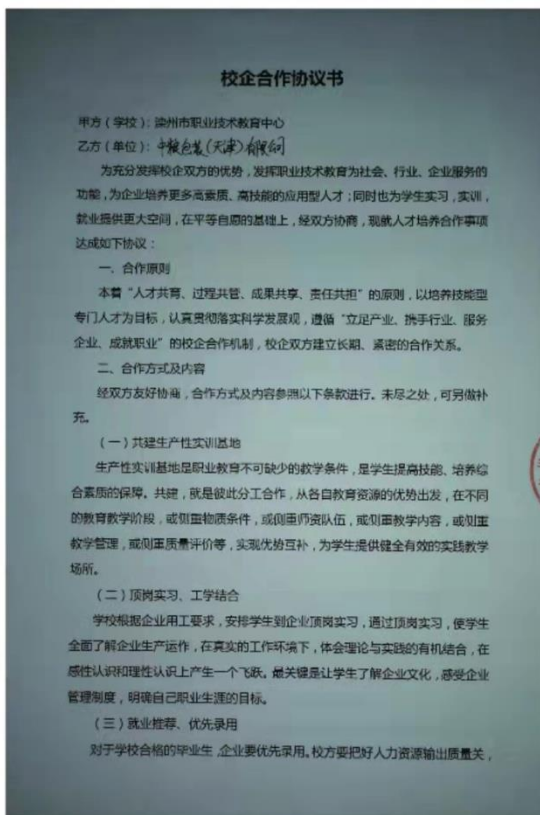 校企合作协议书
甲方（学校）：滦州市职业技术教育中心
乙方（单位）：中粮包装（天津）有限公司
为充分发挥校企双方的优势，发挥职业技术教育为社会、行业、企业服务的
功能，为企业培养更多高素质、高技能的应用型人才；同时也为学生实习，实训，
就业提供更大空间，在平等自愿的基础上，经双方协商，现就人才培养合作事项
达成如下协议：
一、合作原则
本着“人才共育、过程共管、成果共享、责任共担”的原则，以培养技能型
专门人才为目标，认真贯彻落实科学发展观，遵循“立足产业、携手行业、服务
企业、成就职业”的校企合作机制，校企双方建立长期、紧密的合作关系。
二、合作方式及内容
经双方友好协商，合作方式及内容参照以下条款进行。未尽之处，可另做补
充。
（一）共建生产性实训基地
生产性实训基地是职业教育不可缺少的教学条件，是学生提高技能、培养综
合素质的保障。共建，就是彼此分工合作，从各自教育资源的优势出发，在不同
的教育教学阶段，或侧重物质条件，或侧重师资队伍，或侧重教学内容，或侧重
教学管理，或侧重质量评价等，实现优势互补，为学生提供健全有效的实践教学
场所。
（二）顶岗实习、工学结合
学校根据企业用工要求，安排学生到企业顶岗实习，通过顶岗实习，使学生
全面了解企业生产运作，在真实的工作环境下，体会理论与实践的有机结合，在
感性认识和理性认识上产生一个飞跃。最关键是让学生了解企业文化，感受企业
管理制度，明确自己职业生涯的目标。
（三）就业推荐、优先录用
对于学校合格的毕业生，企业要优先录用。校方要把好人力资源输出质量关，